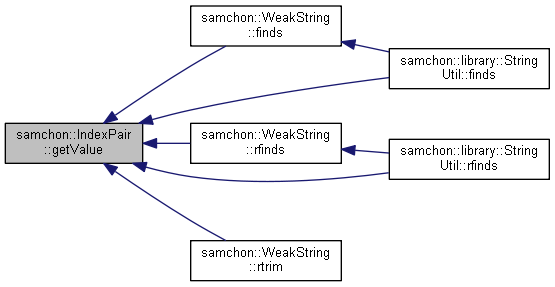 samchon::WeakString
::finds
samchon::library::String
Util::finds
samchon::IndexPair
::getValue
samchon::WeakString
::rfinds
samchon::library::String
Util::rfinds
samchon::WeakString
::rtrim